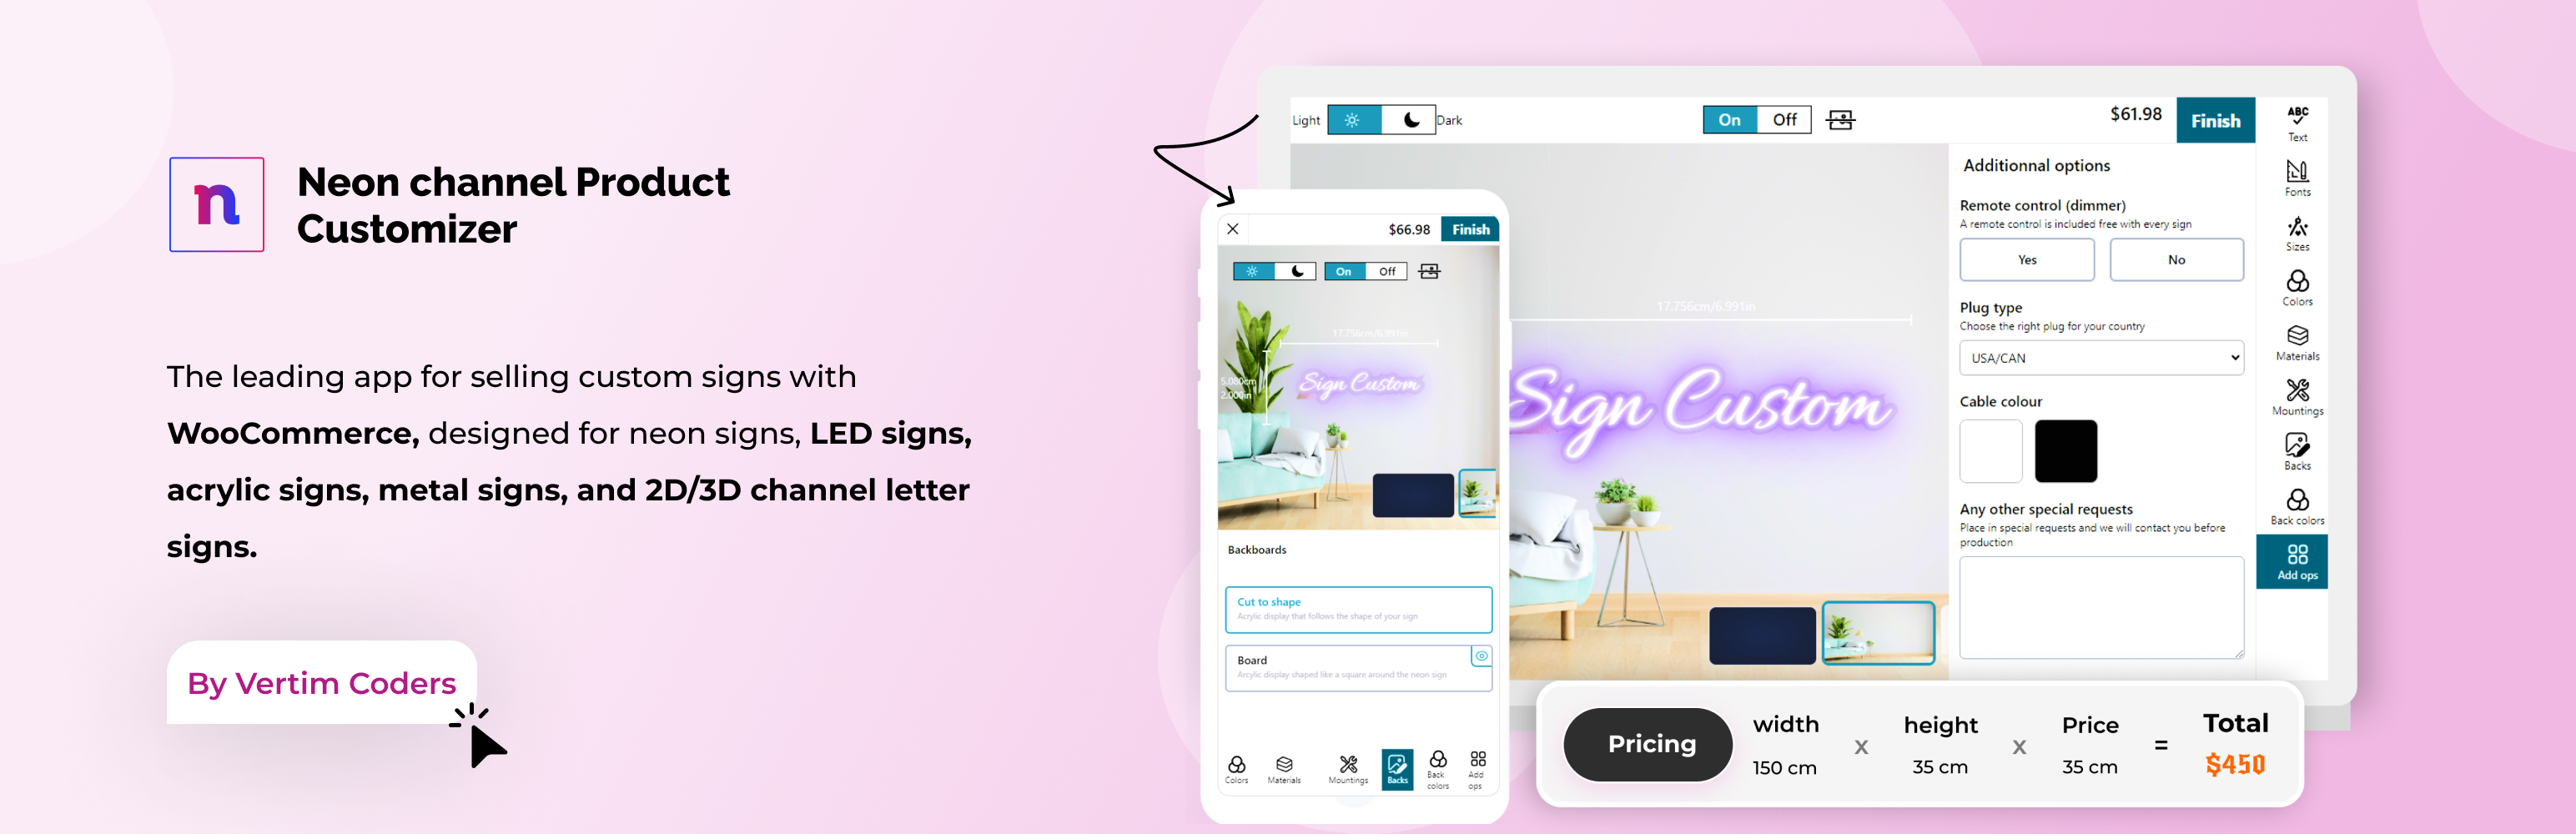 n
Neon channel Product
Customizer
The leading app for selling custom signs with
WooCommerce, designed for neon signs, LED signs,
acrylic signs, metal signs, and 2D/3D channel letter
signs.
By Vertim Coders
Light
Dark
On Off
$61.98
Finish
17.756cm/6.991in
Sign Custom
Additionnal options
Remote control (dimmer)
A remote control is included free with every sign
Yes No
Plug type
Choose the right plug for your country
USA/CAN
Cable colour
Any other special requests
Place in special requests and we will contact you before
production
ABC
Text
Fonts
Sizes
Colors
Materials
Mountings
Backs
Back colors
Add ops
$66.98 Finish
On Off
17.756cm/6.991in
5.080cm
2.000in
Sign Custom
Backboards
Cut to shape
Acrylic display that follows the shape of your sign
Board
Arcylic display shaped like a square around the neon sign
Colors
Materials
Mountings
Backs
Back
colors
Add
ops
Pricing
width x height x Price = Total
150 cm 35 cm 35 cm $450